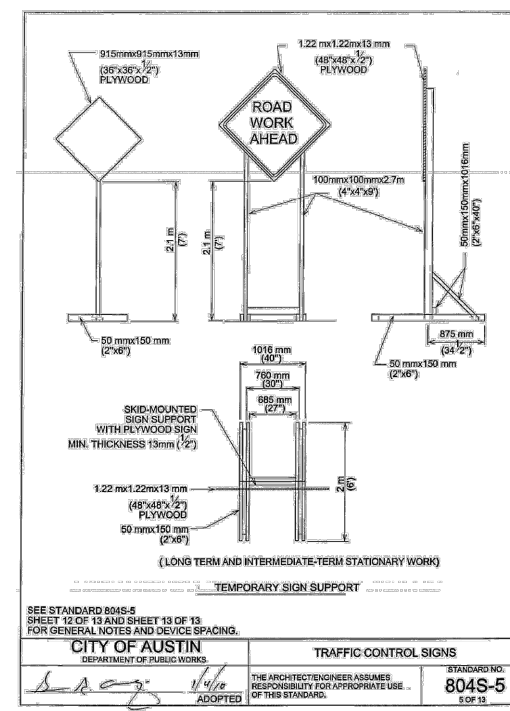 915mmx915mmx13mm
(36"x36"x½")
PLYWOOD
1.22 mx1.22mx13 mm
(48"x48"x½")
PLYWOOD
ROAD
WORK
AHEAD
100mmx100mmx2.7m
(4"x4"x9')
50mmx150mmx1016mm
(2"x6"x40")
2.1 m
(7')
2.1 m
(7')
50 mmx150 mm
(2"x6")
875 mm
(34½")
50 mmx150 mm
(2"x6")
1016 mm
(40")
760 mm
(30")
685 mm
(27")
SKID-MOUNTED
SIGN SUPPORT
WITH PLYWOOD SIGN
MIN. THICKNESS 13mm (½")
1.22 mx1.22mx13 mm
(48"x48"x½")
PLYWOOD
50 mmx150 mm
(2"x6")
2 m
(6')
( LONG TERM AND INTERMEDIATE-TERM STATIONARY WORK)
TEMPORARY SIGN SUPPORT
SEE STANDARD 804S-5
SHEET 12 OF 13 AND SHEET 13 OF 13
FOR GENERAL NOTES AND DEVICE SPACING.
CITY OF AUSTIN
DEPARTMENT OF PUBLIC WORKS
TRAFFIC CONTROL SIGNS
1/4/10
ADOPTED
THE ARCHITECT/ENGINEER ASSUMES
RESPONSIBILITY FOR APPROPRIATE USE
OF THIS STANDARD.
STANDARD NO.
804S-5
5 OF 13